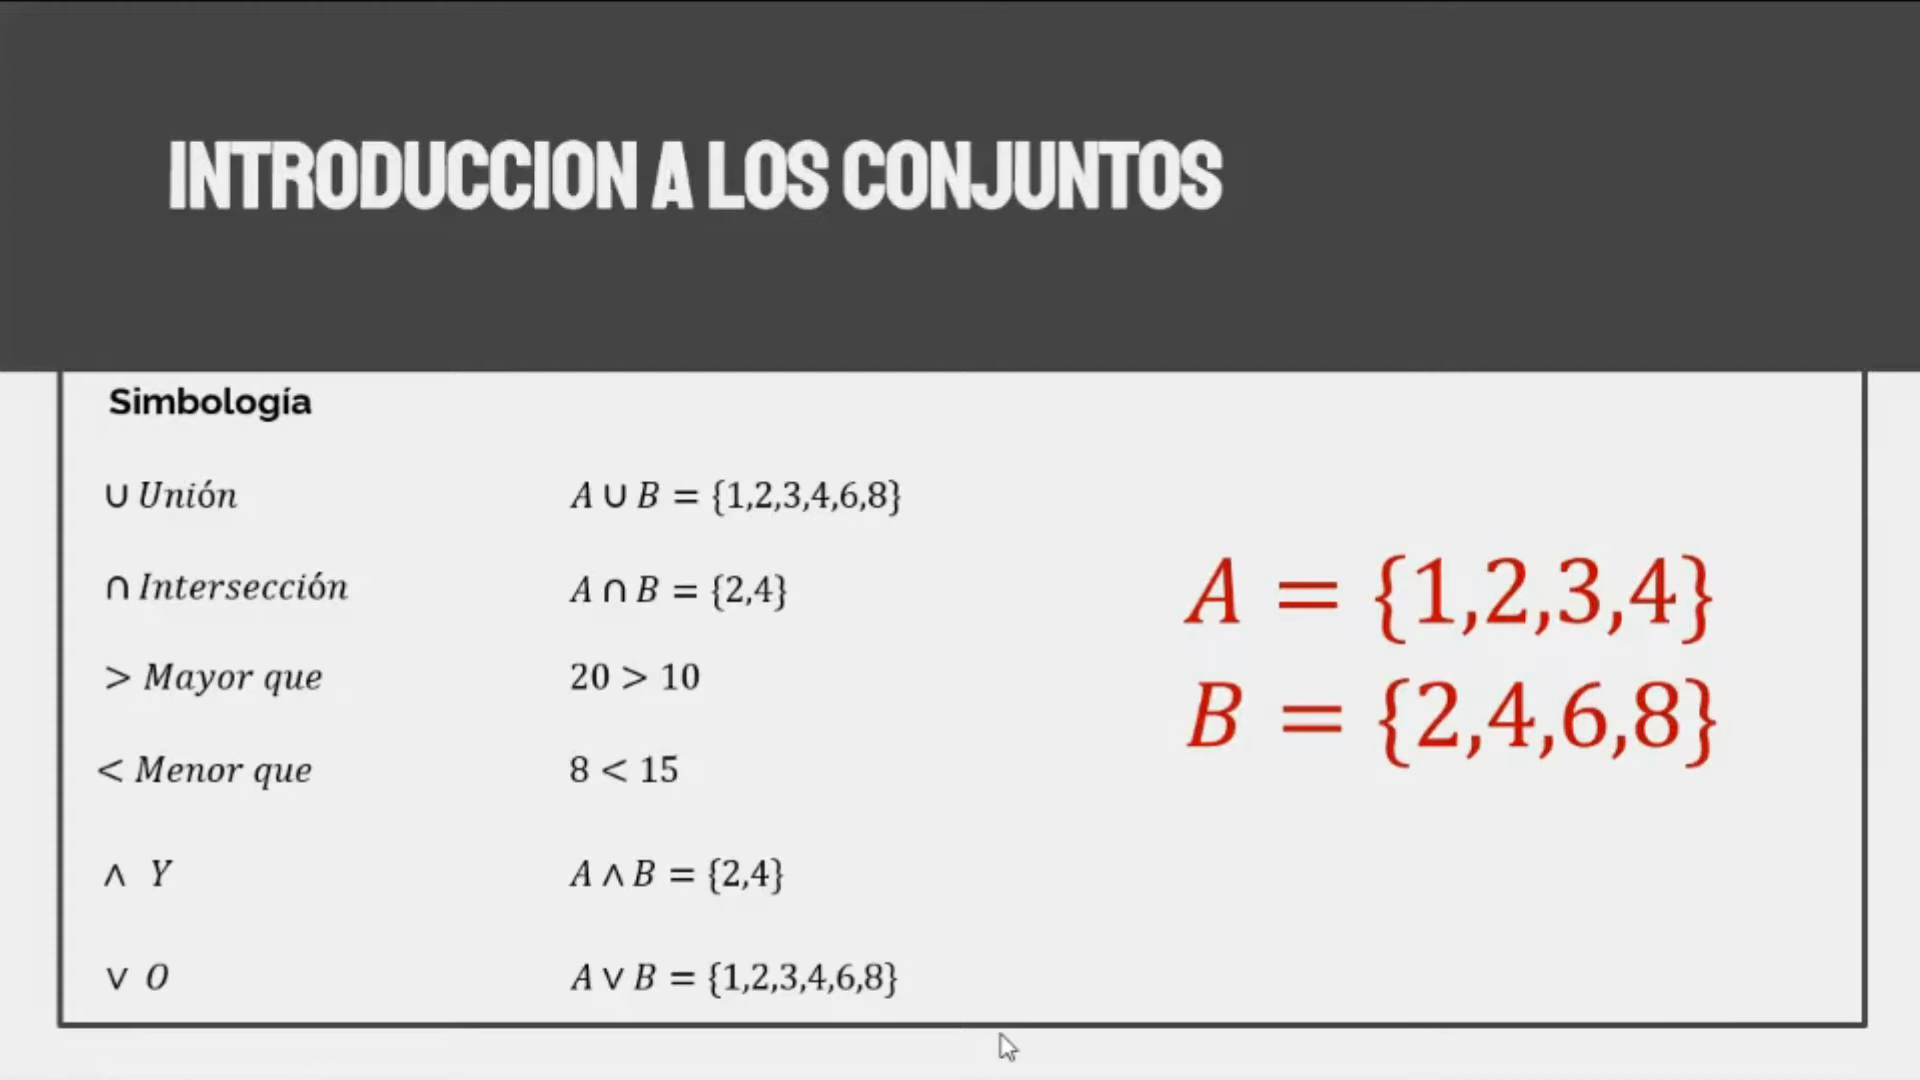 INTRODUCCION A LOS CONJUNTOS
Simbología
∪ Unión
A ∪ B = {1,2,3,4,6,8}
∩ Intersección
A ∩ B = {2,4}
> Mayor que
20 > 10
< Menor que
8 < 15
∧ Y
A ∧ B = {2,4}
∨ O
A ∨ B = {1,2,3,4,6,8}
A = {1,2,3,4}
B = {2,4,6,8}